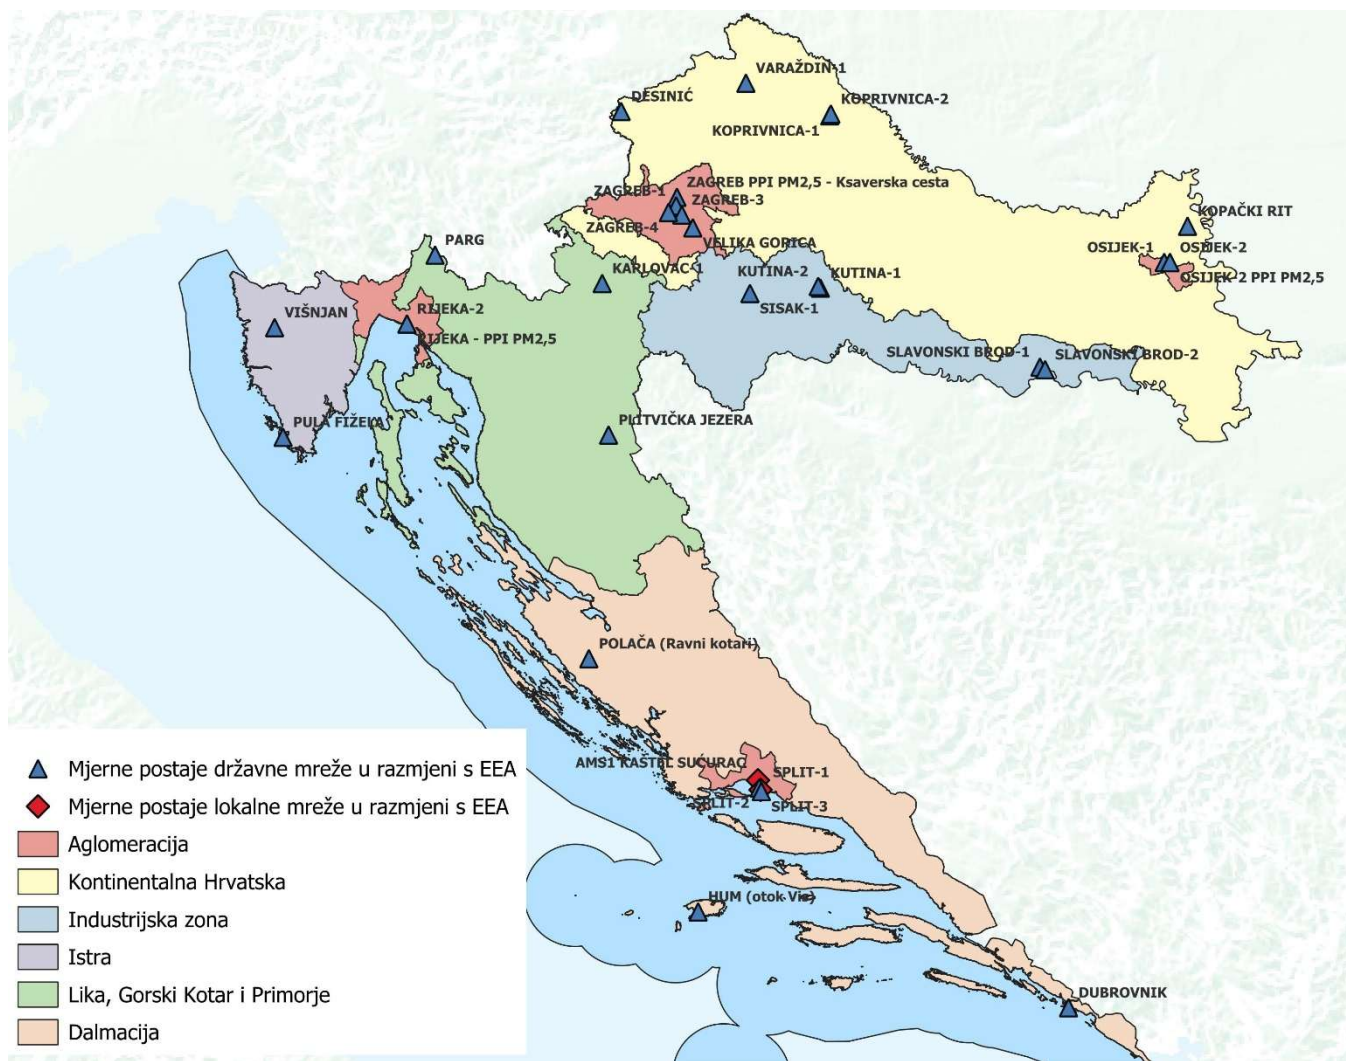 VARAŽDIN-1
DESINIĆ
KOPRIVNICA-2
KOPRIVNICA-1
ZAGREB PPI PM2,5 - Ksaverska cesta
ZAGREB-1
ZAGREB-3
ZAGREB-4
VELIKA GORICA
KOPAČKI RIT
OSIJEK-1
OSIJEK-2
OSIJEK-2 PPI PM2,5
PARG
KARLOVAC-1
KUTINA-2
KUTINA-1
SISAK-1
VIŠNJAN
RIJEKA-2
RIJEKA - PPI PM2,5
SLAVONSKI BROD-1
SLAVONSKI BROD-2
PULA FIŽELA
PLITVIČKA JEZERA
POLAČA (Ravni kotari)
AMS1 KAŠTEL SUĆURAC
SPLIT-1
SPLIT-2
SPLIT-3
HUM (otok Vis)
DUBROVNIK
Mjerne postaje državne mreže u razmjeni s EEA
Mjerne postaje lokalne mreže u razmjeni s EEA
Aglomeracija
Kontinentalna Hrvatska
Industrijska zona
Istra
Lika, Gorski Kotar i Primorje
Dalmacija